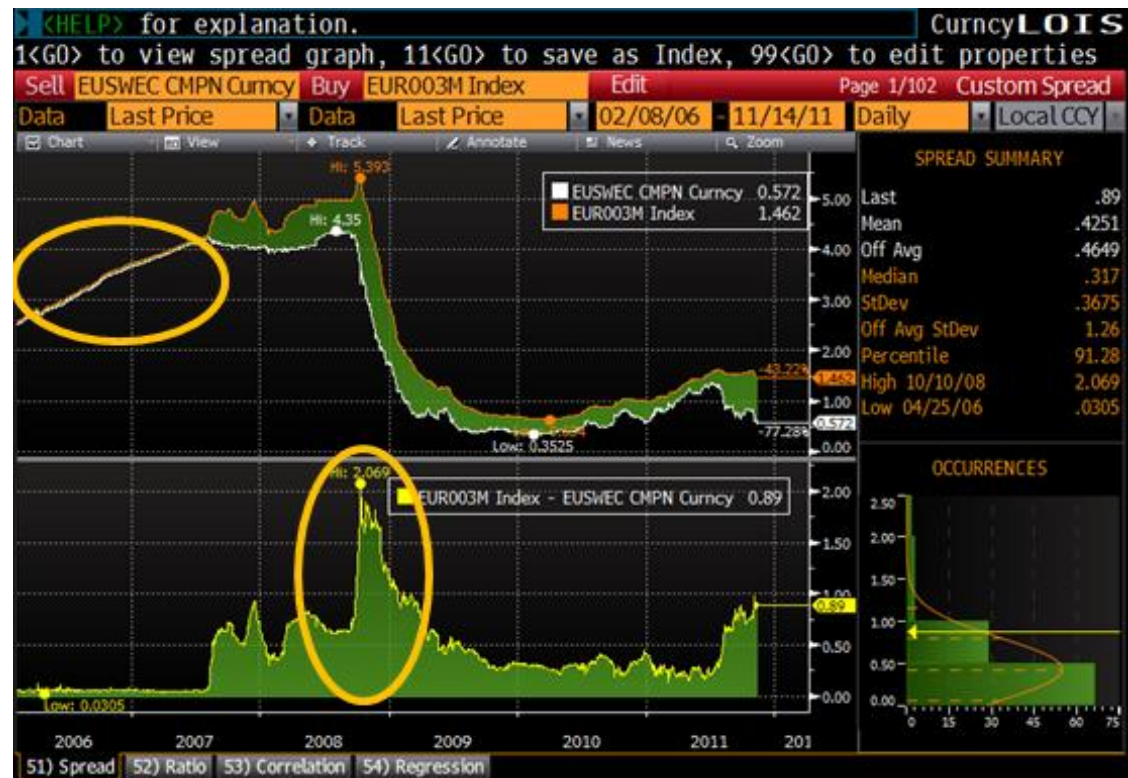 <HELP> for explanation. Curncy LOIS
1<GO> to view spread graph, 11<GO> to save as Index, 99<GO> to edit properties
Sell EUSWEC CMPN Curncy Buy EUR003M Index Edit Page 1/102 Custom Spread
Data Last Price Data Last Price 02/08/06 - 11/14/11 Daily Local CCY
Chart View Track Annotate News Zoom
SPREAD SUMMARY
Last .89
Mean .4251
Off Avg .4649
Median .317
StDev .3675
Off Avg StDev 1.26
Percentile 91.28
High 10/10/08 2.069
Low 04/25/06 .0305
Hi: 5.393
Hi: 4.35
EUSWEC CMPN Curncy 0.572
EUR003M Index 1.462
5.00
4.00
3.00
2.00
-43.22%
1.462
1.00
0.572
-77.28%
0.00
Low: 0.3525
Hi: 2.069
EUR003M Index - EUSWEC CMPN Curncy 0.89
2.00
1.50
1.00
0.89
0.50
0.00
Low: 0.0305
2006 2007 2008 2009 2010 2011 201
OCCURRENCES
2.50
2.00
1.50
1.00
0.50
0.00
0 15 30 45 60 75
51) Spread 52) Ratio 53) Correlation 54) Regression